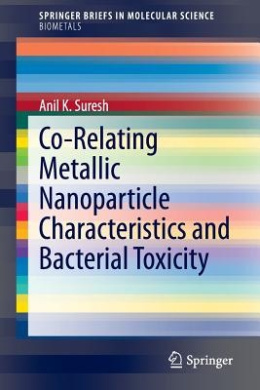 SPRINGER BRIEFS IN MOLECULAR SCIENCE
BIOMETALS
Anil K. Suresh
Co-Relating
Metallic
Nanoparticle
Characteristics and
Bacterial Toxicity
Springer